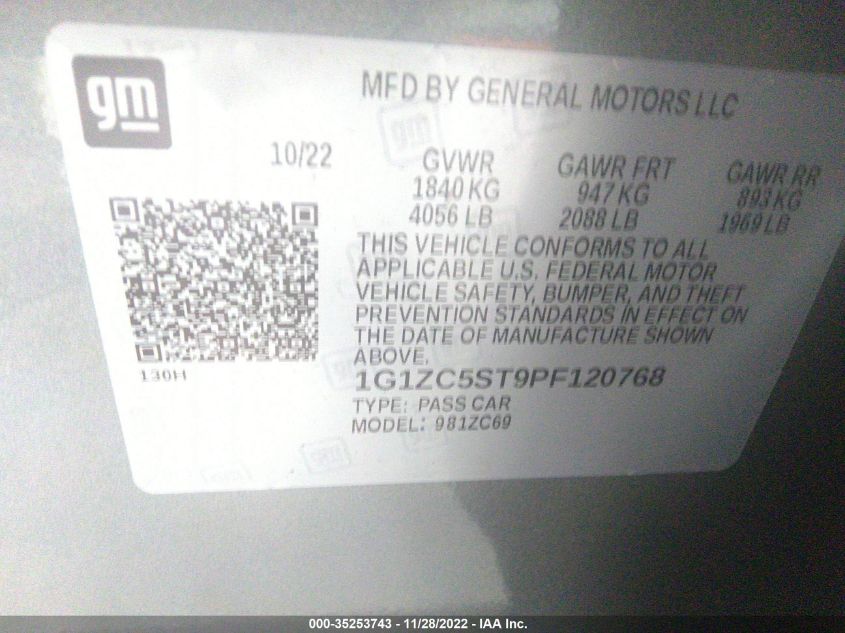 gm
MFD BY GENERAL MOTORS LLC
10/22
GVWR GAWR FRT GAWR RR
1840 KG 947 KG 893 KG
4056 LB 2088 LB 1969 LB
THIS VEHICLE CONFORMS TO ALL
APPLICABLE U.S. FEDERAL MOTOR
VEHICLE SAFETY, BUMPER, AND THEFT
PREVENTION STANDARDS IN EFFECT ON
THE DATE OF MANUFACTURE SHOWN
ABOVE.
130H
1G1ZC5ST9PF120768
TYPE: PASS CAR
MODEL: 981ZC69
000-35253743 - 11/28/2022 - IAA Inc.